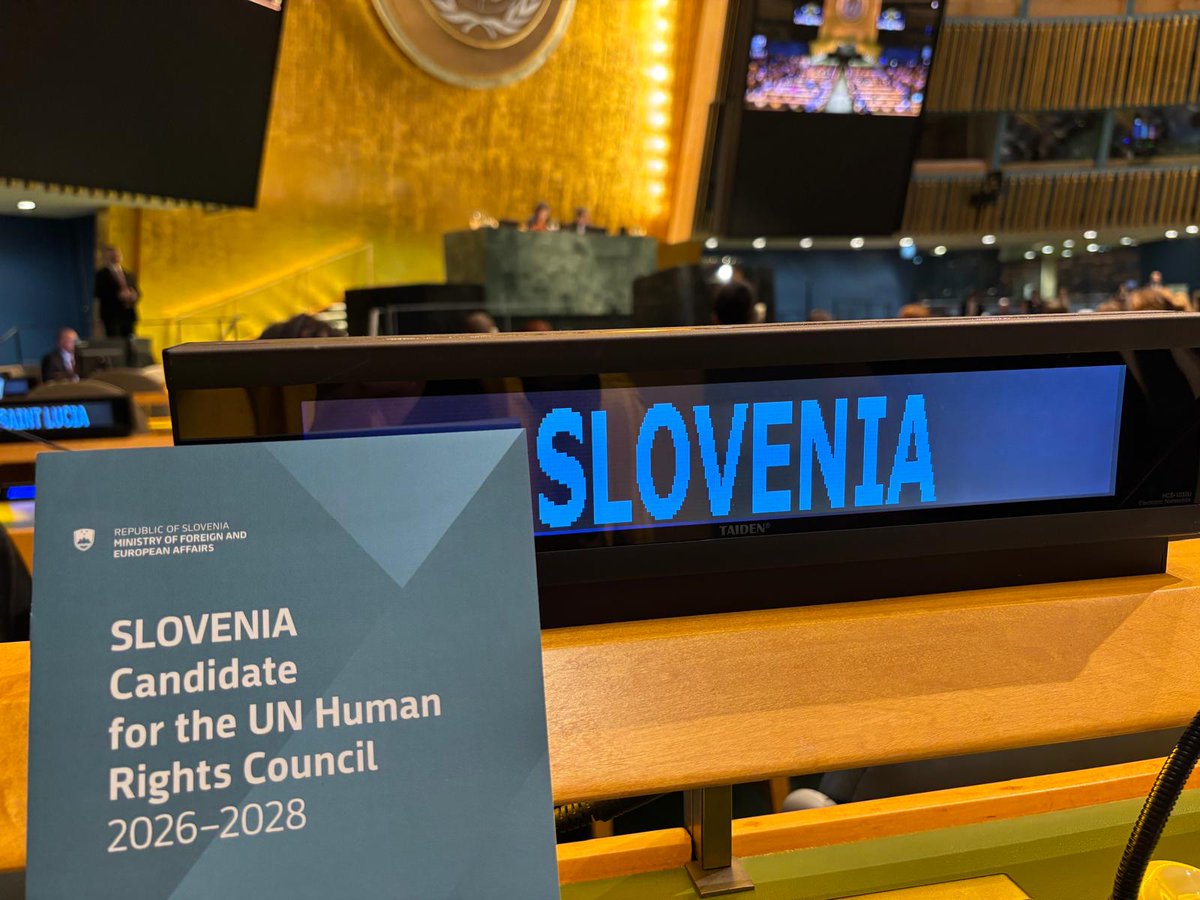 SAINT LUCIA
SLOVENIA
TAIDEN®
REPUBLIC OF SLOVENIA
MINISTRY OF FOREIGN AND
EUROPEAN AFFAIRS
SLOVENIA
Candidate
for the UN Human
Rights Council
2026–2028